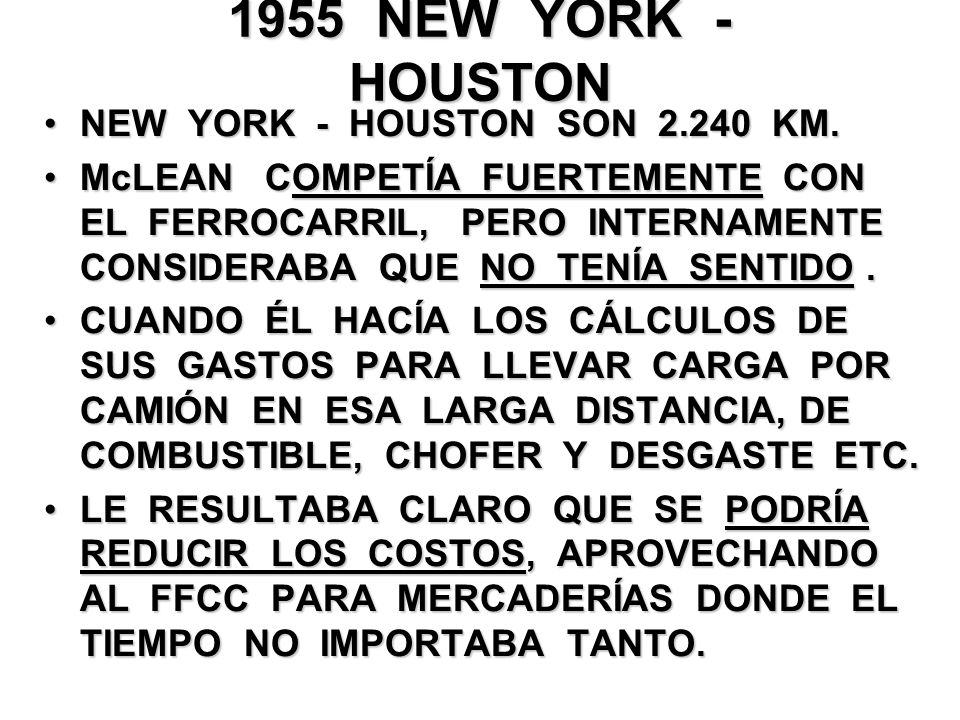 1955 NEW YORK -
HOUSTON
• NEW YORK - HOUSTON SON 2.240 KM.
• McLEAN COMPETÍA FUERTEMENTE CON
EL FERROCARRIL, PERO INTERNAMENTE
CONSIDERABA QUE NO TENÍA SENTIDO .
• CUANDO ÉL HACÍA LOS CÁLCULOS DE
SUS GASTOS PARA LLEVAR CARGA POR
CAMIÓN EN ESA LARGA DISTANCIA, DE
COMBUSTIBLE, CHOFER Y DESGASTE ETC.
• LE RESULTABA CLARO QUE SE PODRÍA
REDUCIR LOS COSTOS, APROVECHANDO
AL FFCC PARA MERCADERÍAS DONDE EL
TIEMPO NO IMPORTABA TANTO.